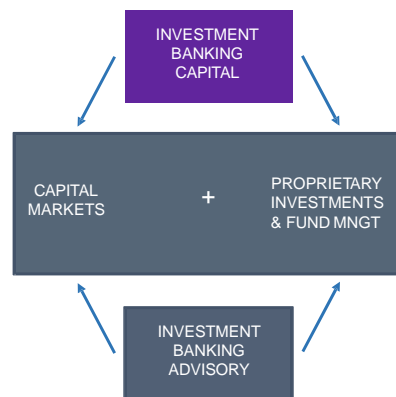 INVESTMENT
BANKING
CAPITAL
CAPITAL
MARKETS
+
PROPRIETARY
INVESTMENTS
& FUND MNGT
INVESTMENT
BANKING
ADVISORY